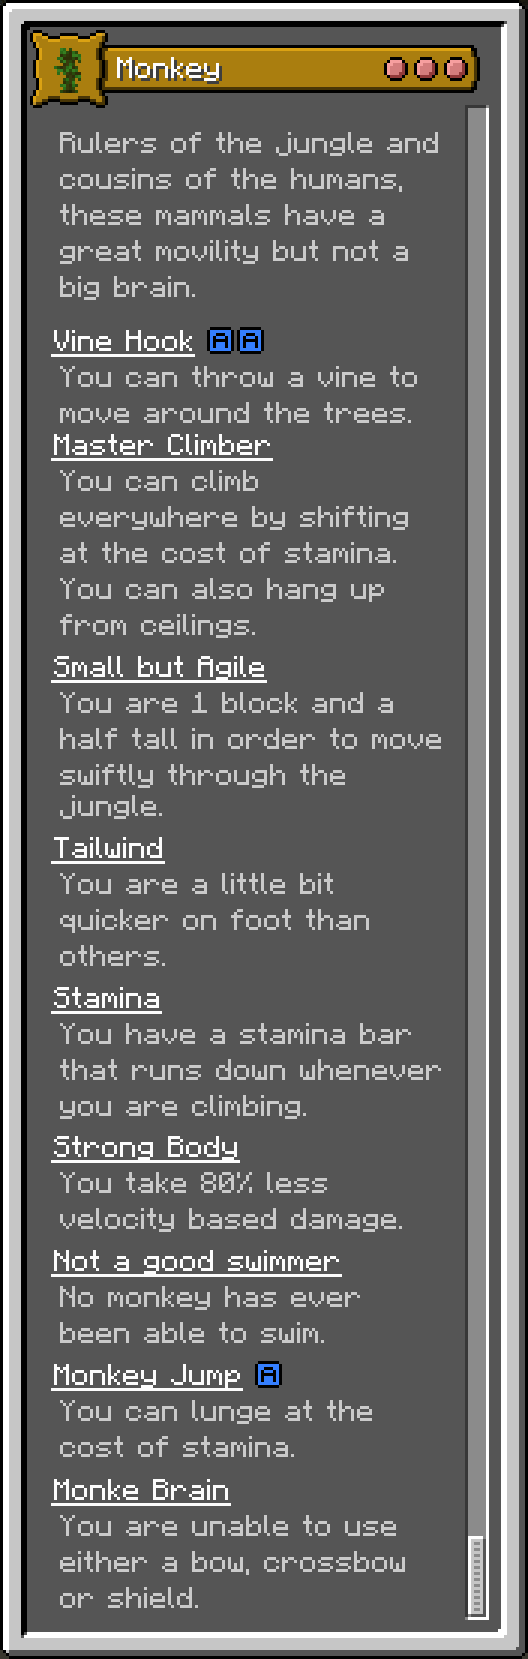 Monkey
Rulers of the jungle and
cousins of the humans,
these mammals have a
great movility but not a
big brain.
Vine Hook A A
You can throw a vine to
move around the trees.
Master Climber
You can climb
everywhere by shifting
at the cost of stamina.
You can also hang up
from ceilings.
Small but Agile
You are 1 block and a
half tall in order to move
swiftly through the
jungle.
Tailwind
You are a little bit
quicker on foot than
others.
Stamina
You have a stamina bar
that runs down whenever
you are climbing.
Strong Body
You take 80% less
velocity based damage.
Not a good swimmer
No monkey has ever
been able to swim.
Monkey Jump A
You can lunge at the
cost of stamina.
Monke Brain
You are unable to use
either a bow, crossbow
or shield.